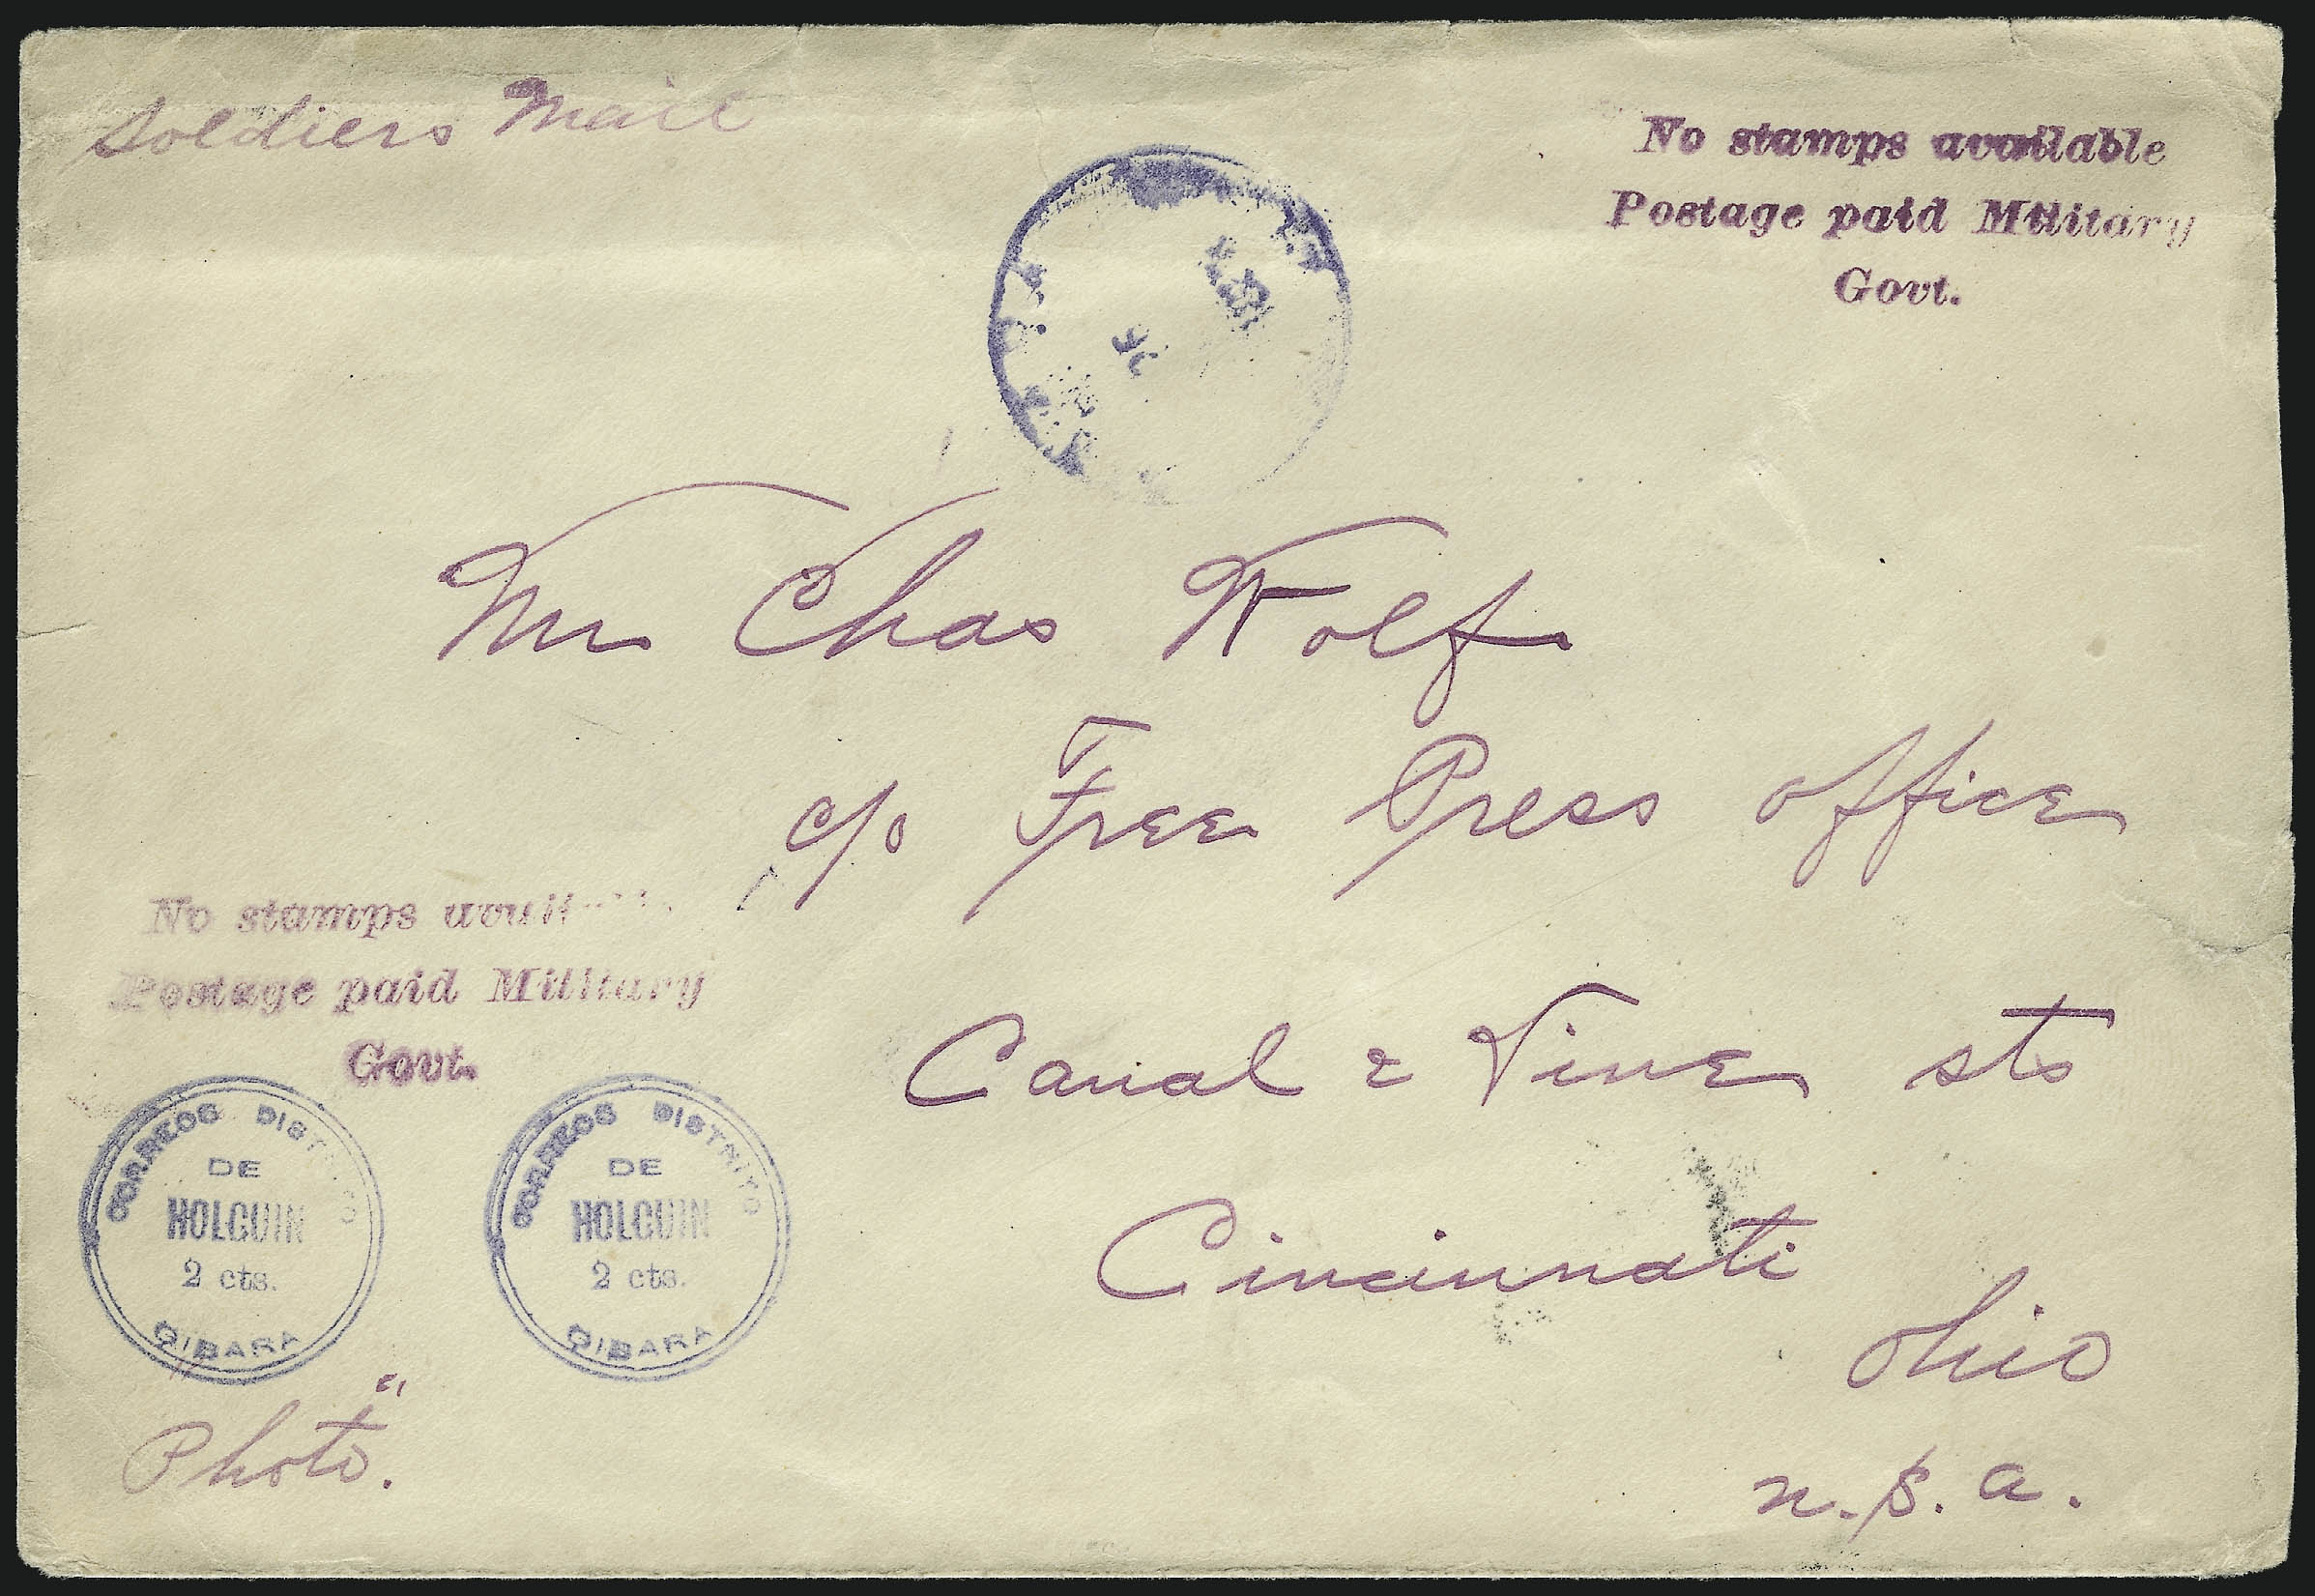 Soldiers Mail
No stamps available
Postage paid Military
Govt.
Mr Chas Wolf
c/o Free Press office
Canal & Vine sts
Cincinnati
Ohio
U.S.A.
No stamps
Postage paid Military
Govt.
CORREOS DISTRITO
DE
HOLGUIN
2 cts.
GIBARA
CORREOS DISTRITO
DE
HOLGUIN
2 cts.
GIBARA
"
Photo.